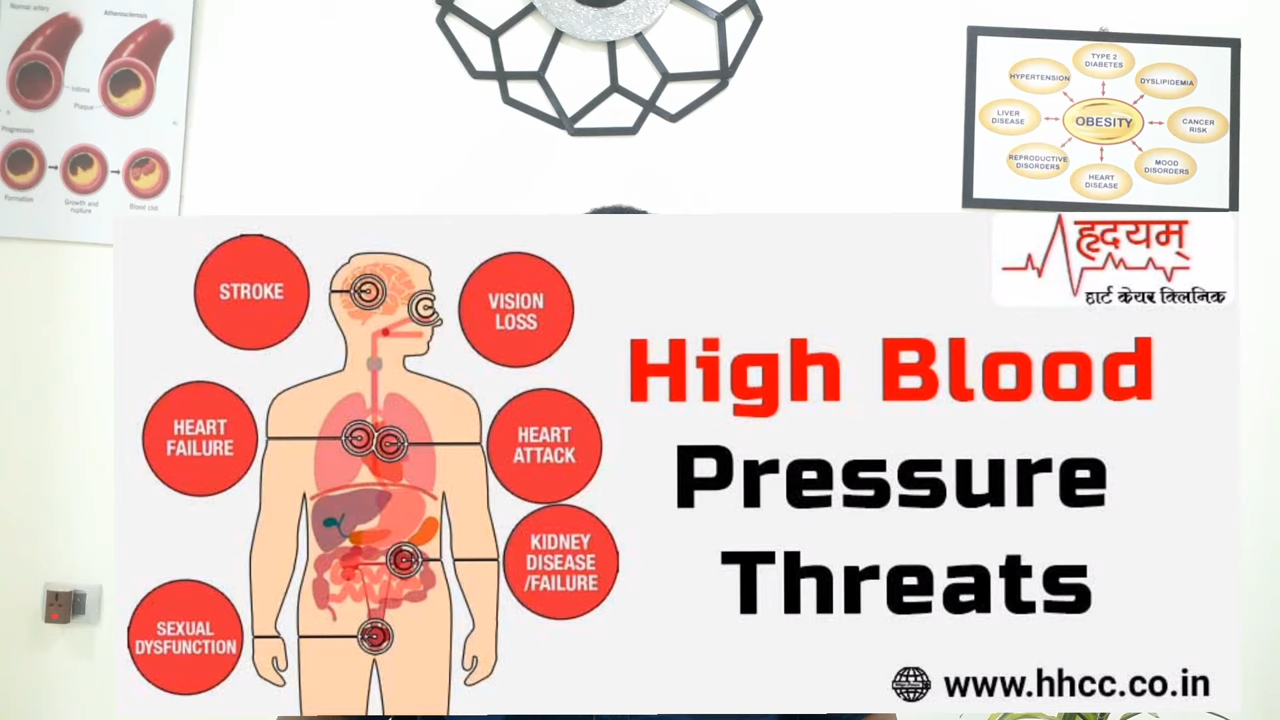 Normal artery
Atherosclerosis
Intima
Plaque
Progression
Formation
Growth and
rupture
Blood clot
TYPE 2
DIABETES
HYPERTENSION
DYSLIPIDEMIA
LIVER
DISEASE
OBESITY
CANCER
RISK
REPRODUCTIVE
DISORDERS
MOOD
DISORDERS
HEART
DISEASE
हृदयम्
हार्ट केयर क्लिनिक
STROKE
VISION
LOSS
HEART
FAILURE
HEART
ATTACK
KIDNEY
DISEASE
/FAILURE
SEXUAL
DYSFUNCTION
High Blood
Pressure
Threats
www.hhcc.co.in